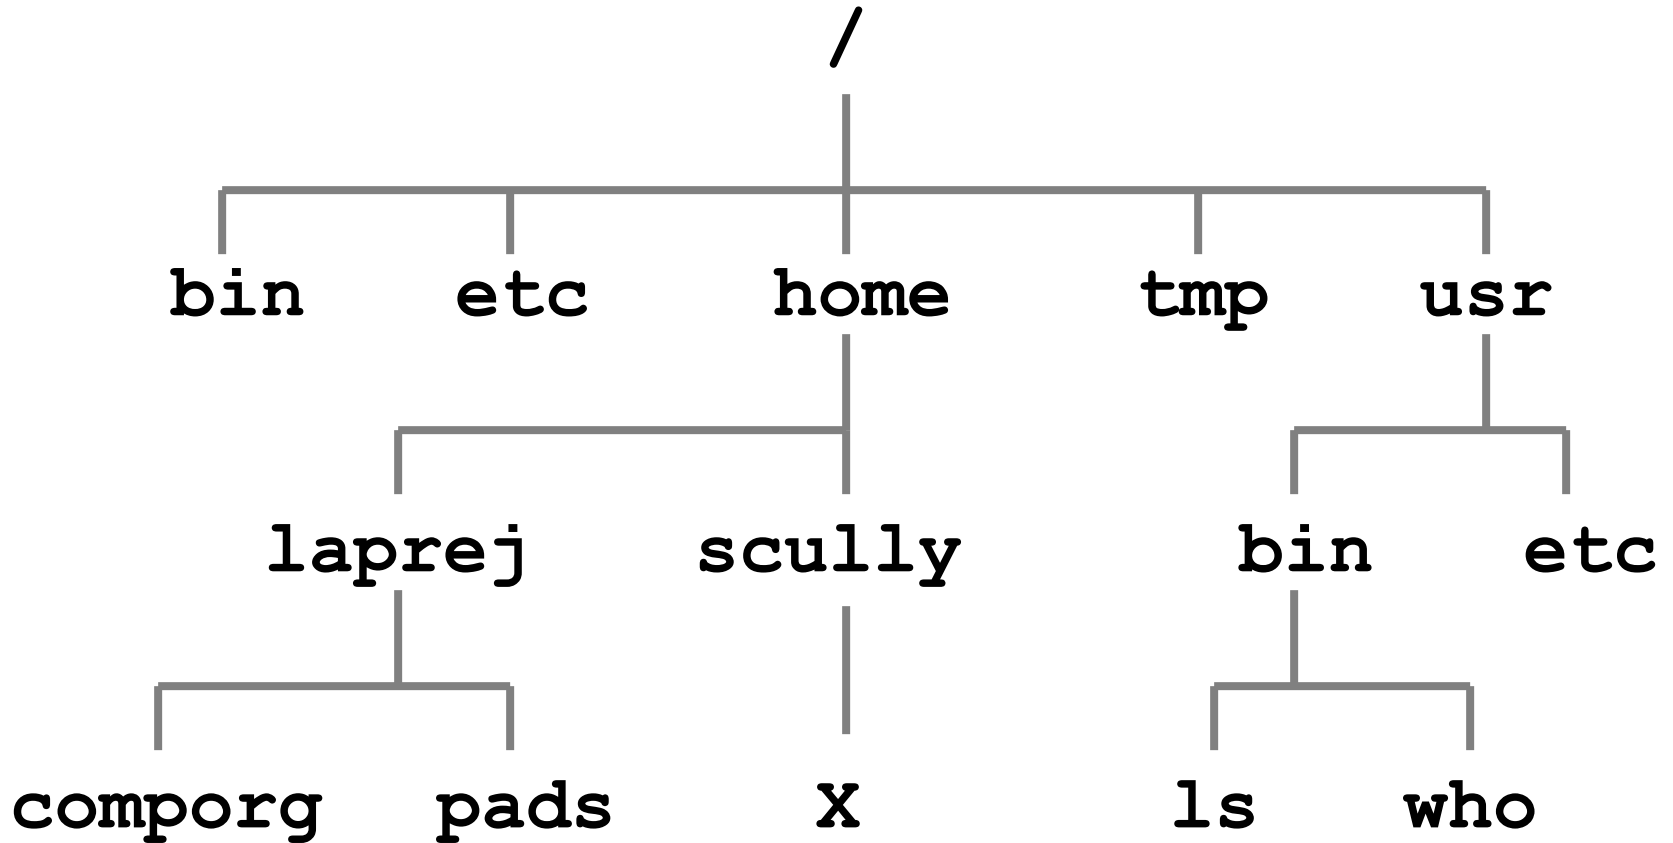 /
bin etc home tmp usr
laprej scully bin etc
comporg pads X ls who